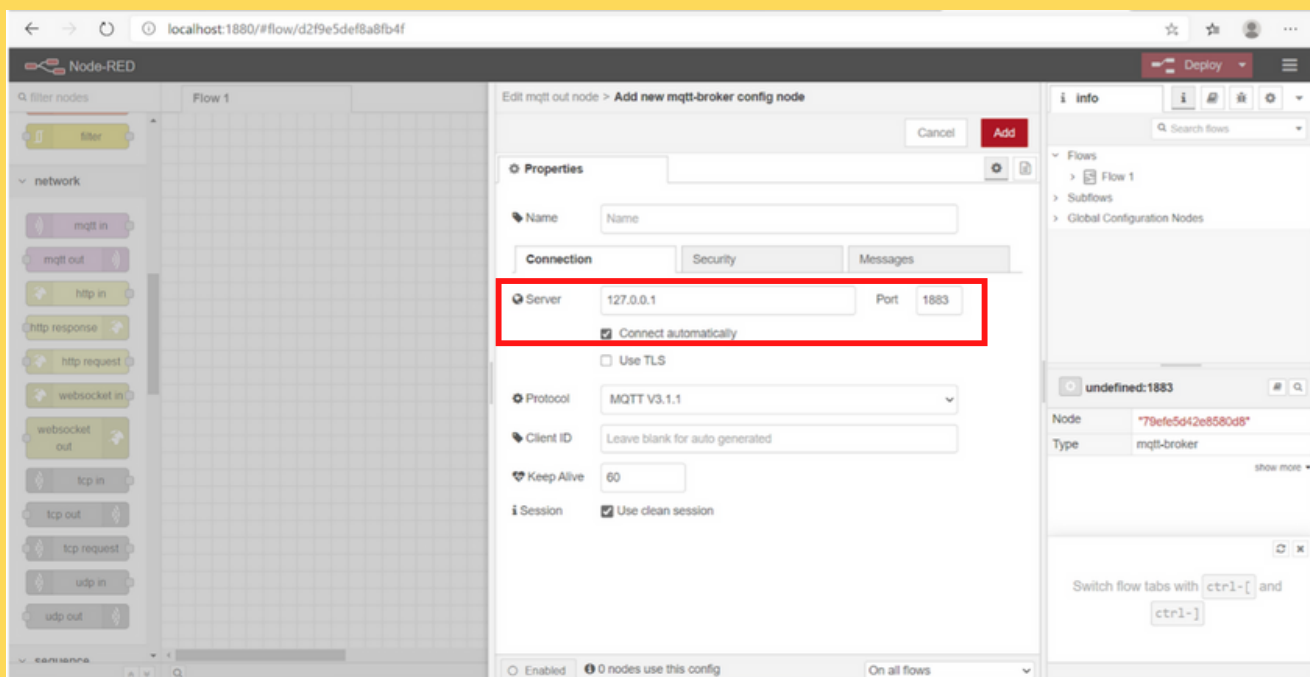 localhost:1880/#flow/d2f9e5def8a8fb4f
Node-RED
Deploy
filter nodes
filter
network
mqtt in
mqtt out
http in
http response
http request
websocket in
websocket
out
tcp in
tcp out
tcp request
udp in
udp out
sequence
Flow 1
Edit mqtt out node > Add new mqtt-broker config node
Cancel
Add
Properties
Name
Name
Connection
Security
Messages
Server
127.0.0.1
Port
1883
Connect automatically
Use TLS
Protocol
MQTT V3.1.1
Client ID
Leave blank for auto generated
Keep Alive
60
Session
Use clean session
Enabled
0 nodes use this config
On all flows
i info
Search flows
Flows
Flow 1
Subflows
Global Configuration Nodes
undefined:1883
Node
"79efe5d42e8580d8"
Type
mqtt-broker
show more
Switch flow tabs with ctrl-[ and
ctrl-]